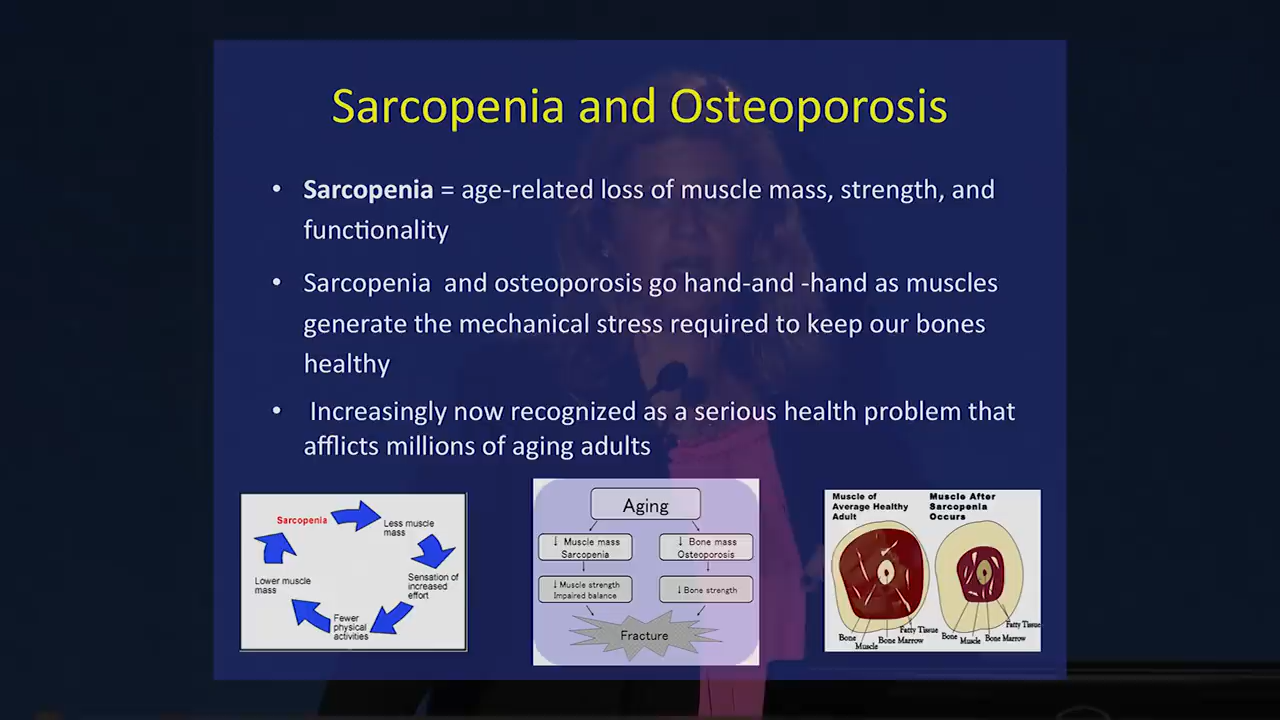 Sarcopenia and Osteoporosis
• Sarcopenia = age-related loss of muscle mass, strength, and
functionality
• Sarcopenia and osteoporosis go hand-and -hand as muscles
generate the mechanical stress required to keep our bones
healthy
• Increasingly now recognized as a serious health problem that
afflicts millions of aging adults
Sarcopenia
Less muscle
mass
Sensation of
increased
effort
Fewer
physical
activities
Lower muscle
mass
Aging
↓ Muscle mass
Sarcopenia
↓ Bone mass
Osteoporosis
↓ Muscle strength
Impaired balance
↓ Bone strength
Fracture
Muscle of
Average Healthy
Adult
Bone
Muscle
Bone Marrow
Fatty Tissue
Muscle After
Sarcopenia
Occurs
Bone
Muscle
Bone Marrow
Fatty Tissue